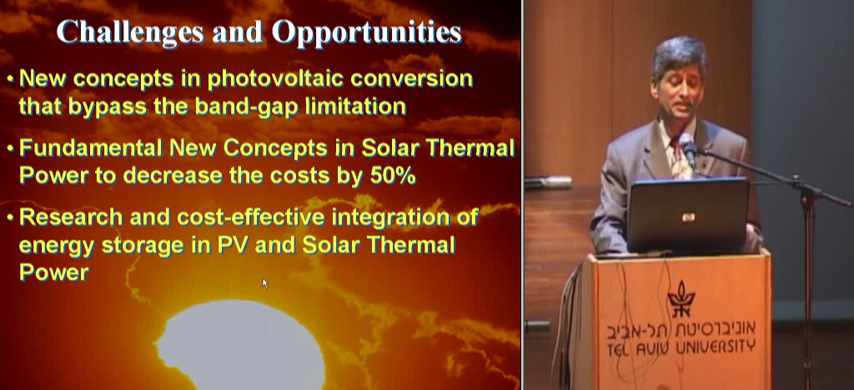 Challenges and Opportunities
• New concepts in photovoltaic conversion
that bypass the band-gap limitation
• Fundamental New Concepts in Solar Thermal
Power to decrease the costs by 50%
• Research and cost-effective integration of
energy storage in PV and Solar Thermal
Power
hp
אוניברסיטת תל-אביב
TEL AVIV UNIVERSITY